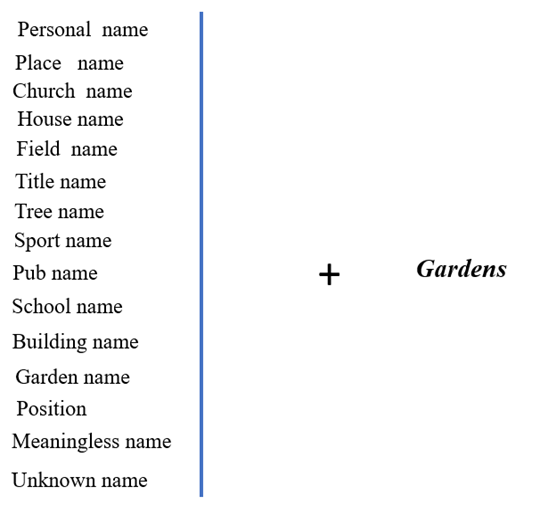 Personal name
Place name
Church name
House name
Field name
Title name
Tree name
Sport name
Pub name
School name
Building name
Garden name
Position
Meaningless name
Unknown name
+
Gardens